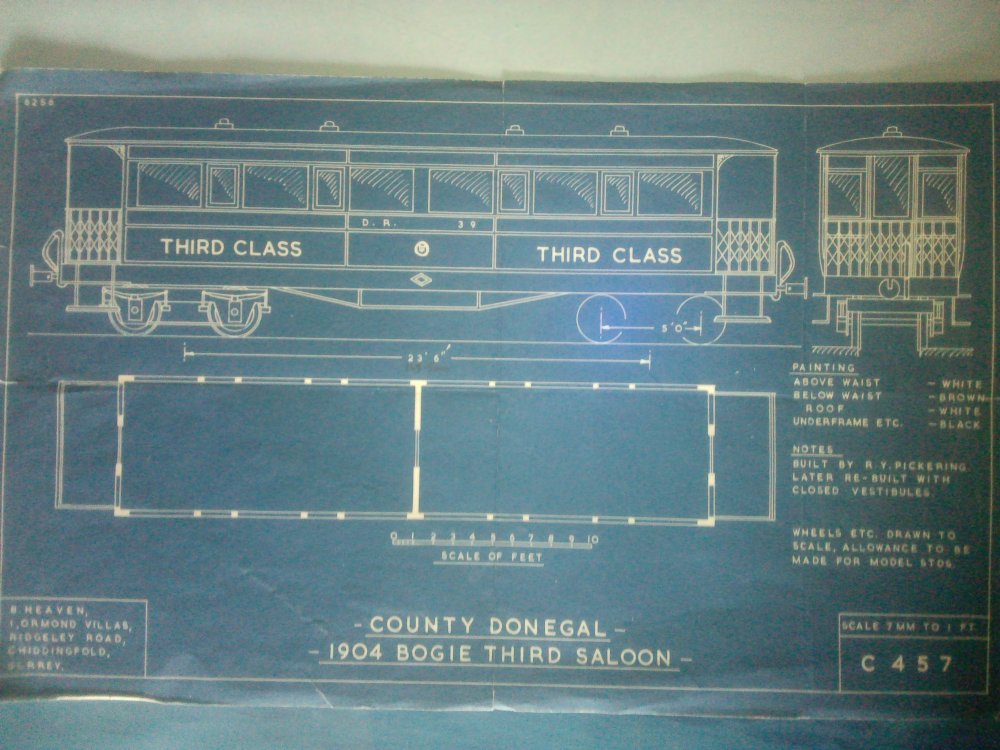 8256
D. R. 39
THIRD CLASS
15
THIRD CLASS
5' 0"
23' 6"
PAINTING
ABOVE WAIST - WHITE
BELOW WAIST - BROWN
ROOF - WHITE
UNDERFRAME ETC. - BLACK
NOTES
BUILT BY R.Y. PICKERING.
LATER RE-BUILT WITH
CLOSED VESTIBULES.
WHEELS ETC. DRAWN TO
SCALE, ALLOWANCE TO BE
MADE FOR MODEL STDS.
0 1 2 3 4 5 6 7 8 9 10
SCALE OF FEET
B. HEAVEN,
1, ORMOND VILLAS,
RIDGELEY ROAD,
CHIDDINGFOLD,
SURREY.
- COUNTY DONEGAL -
- 1904 BOGIE THIRD SALOON -
SCALE 7 MM TO 1 FT.
C 457